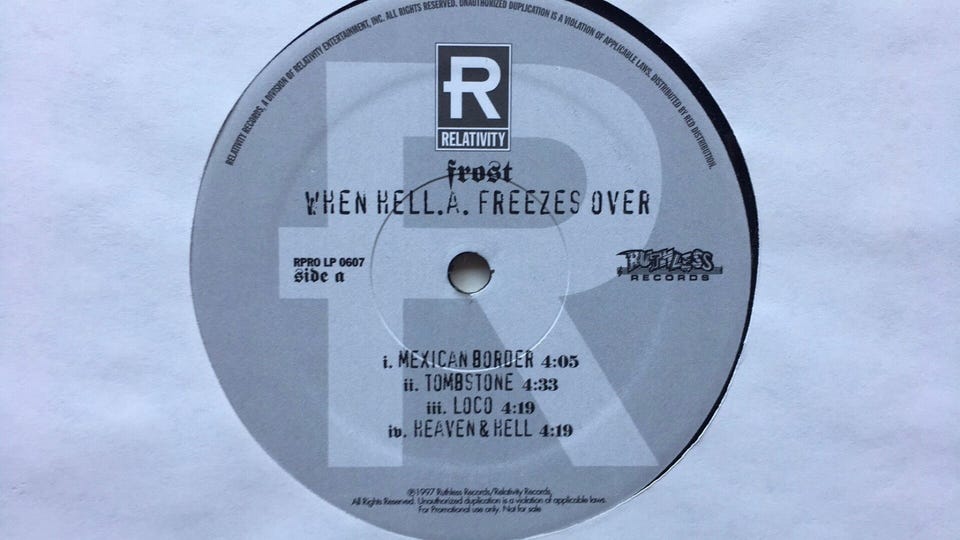 RELATIVITY RECORDS, A DIVISION OF RELATIVITY ENTERTAINMENT, INC. ALL RIGHTS RESERVED. UNAUTHORIZED DUPLICATION IS A VIOLATION OF APPLICABLE LAWS. DISTRIBUTED BY RED DISTRIBUTION.
R
RELATIVITY
frost
WHEN HELL.A. FREEZES OVER
RPRO LP 0607
side a
RUTHLESS
RECORDS
i. MEXICAN BORDER 4:05
ii. TOMBSTONE 4:33
iii. LOCO 4:19
iv. HEAVEN & HELL 4:19
℗1997 Ruthless Records/Relativity Records.
All Rights Reserved. Unauthorized duplication is a violation of applicable laws.
For Promotional use only. Not for sale